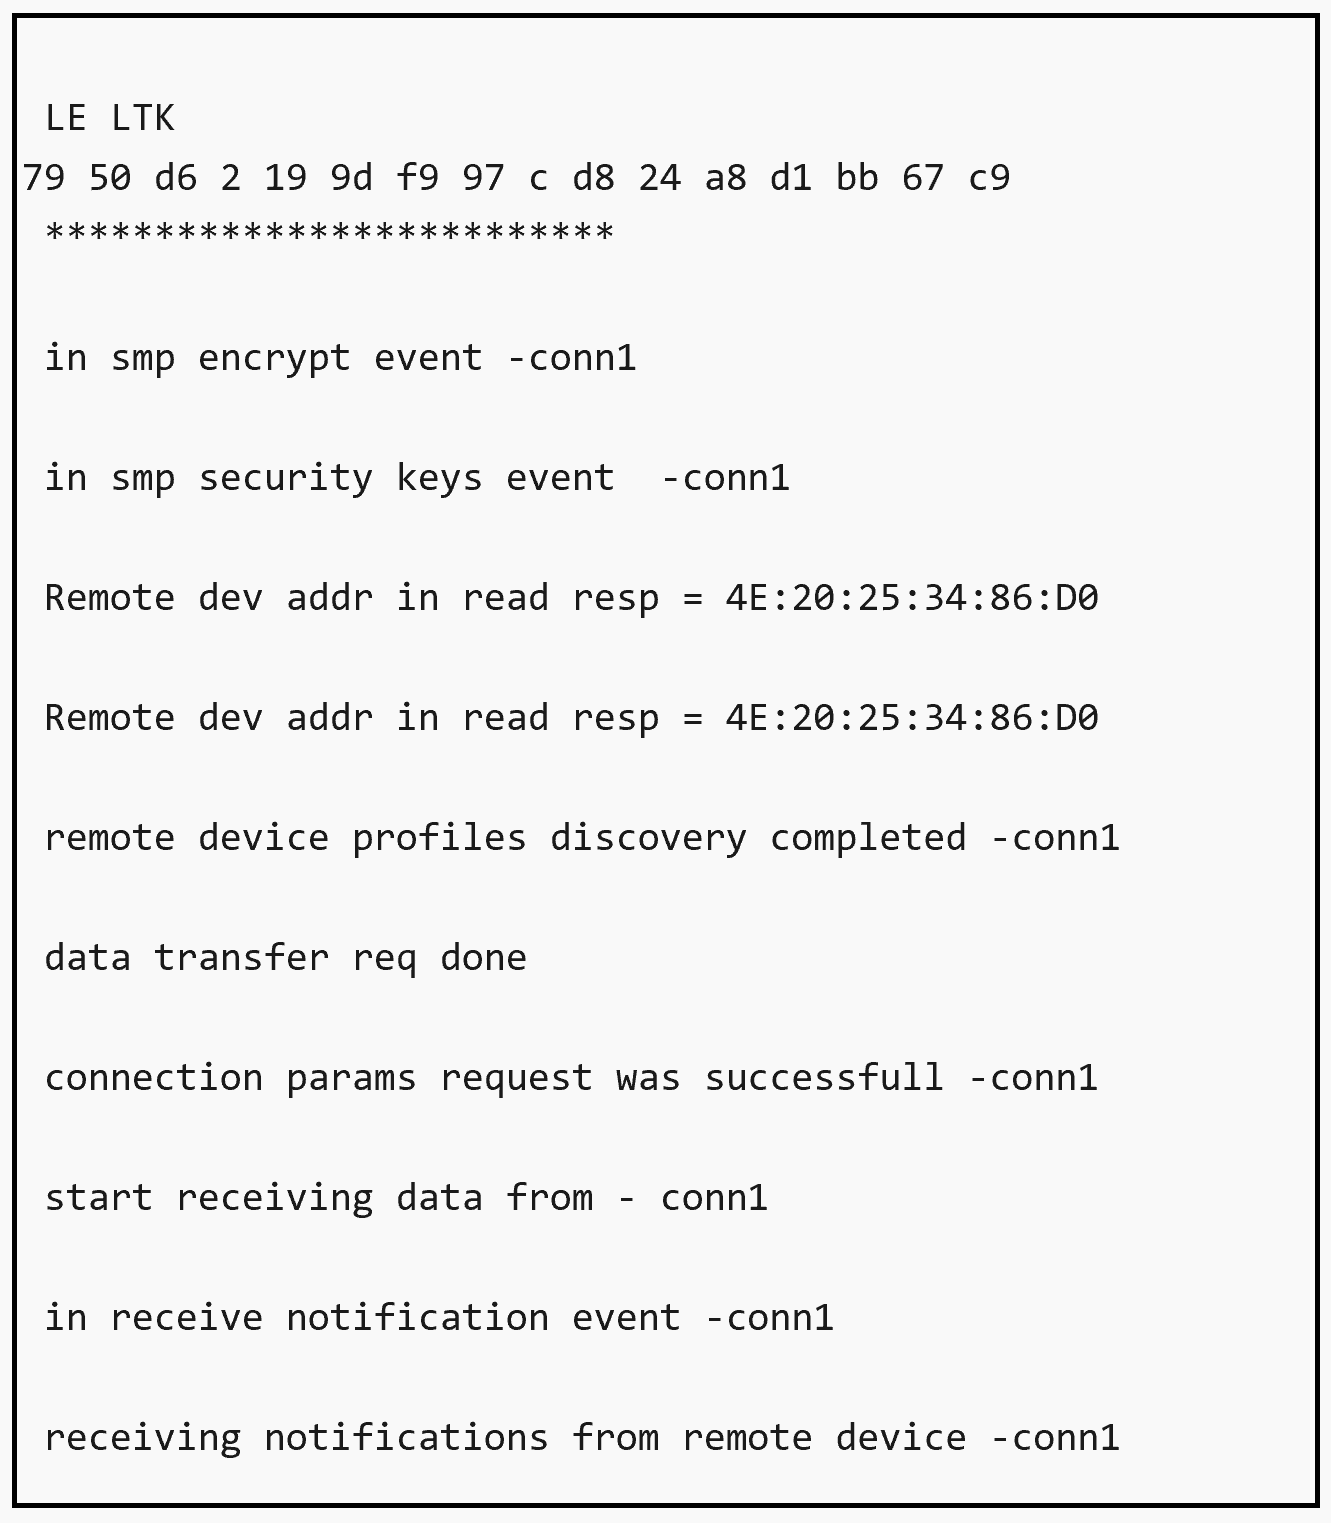 LE LTK
79 50 d6 2 19 9d f9 97 c d8 24 a8 d1 bb 67 c9
**************************
in smp encrypt event -conn1
in smp security keys event  -conn1
Remote dev addr in read resp = 4E:20:25:34:86:D0
Remote dev addr in read resp = 4E:20:25:34:86:D0
remote device profiles discovery completed -conn1
data transfer req done
connection params request was successfull -conn1
start receiving data from - conn1
in receive notification event -conn1
receiving notifications from remote device -conn1